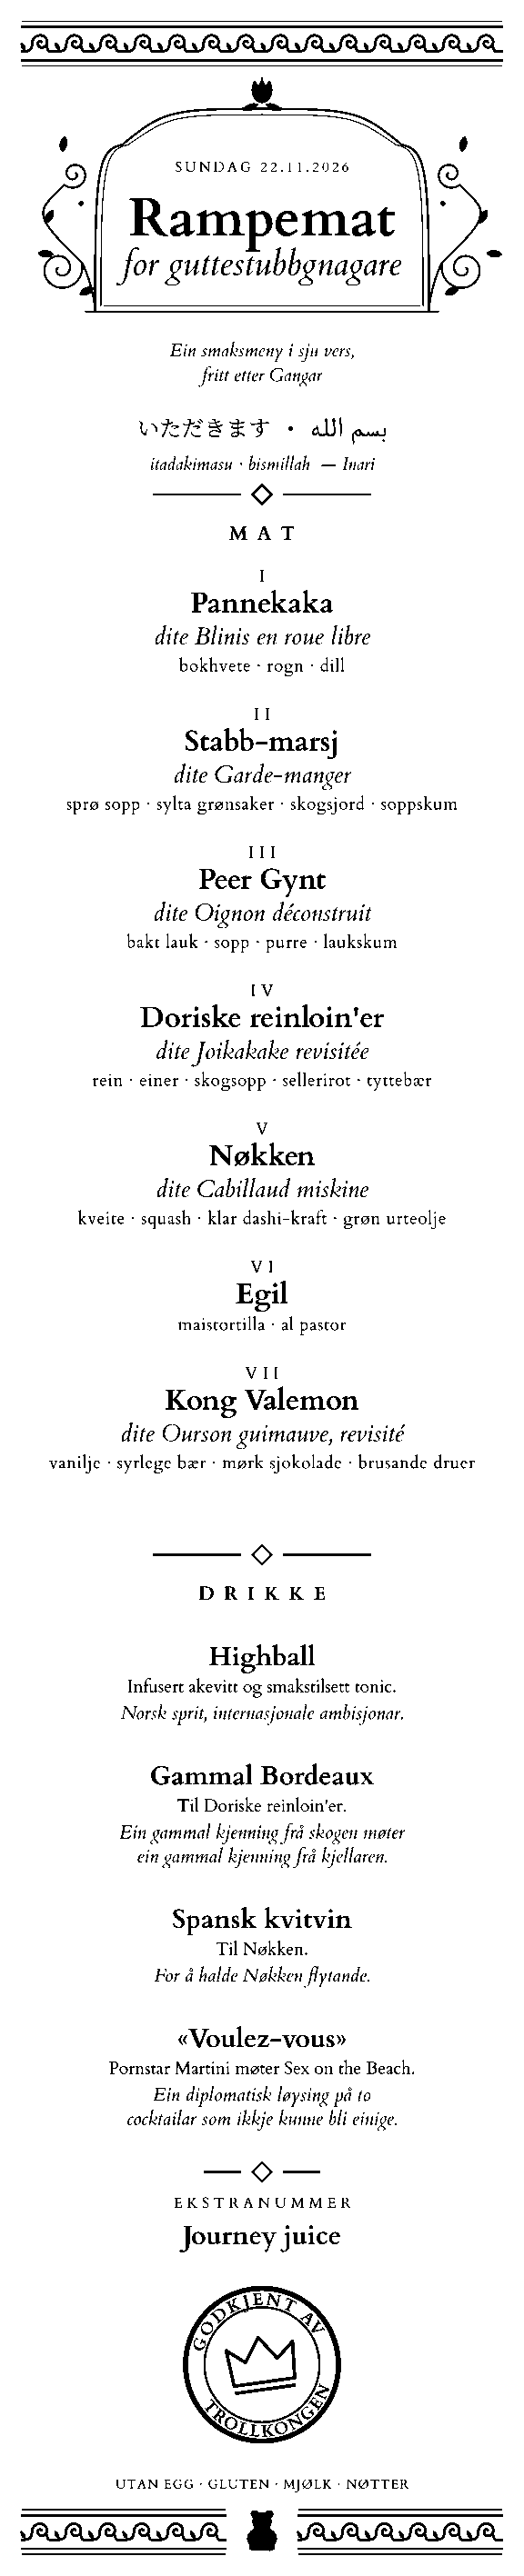 SUNDAG 22.11.2026
Rampemat
for guttestubbgnagare
Ein smaksmeny i sju vers,
fritt etter Gangar
いただきます · بسم الله
itadakimasu · bismillah — Inari
MAT
I
Pannekaka
dite Blinis en roue libre
bokhvete · rogn · dill
II
Stabb-marsj
dite Garde-manger
sprø sopp · sylta grønsaker · skogsjord · soppskum
III
Peer Gynt
dite Oignon déconstruit
bakt lauk · sopp · purre · laukskum
IV
Doriske reinloin'er
dite Joikakake revisitée
rein · einer · skogsopp · sellerirot · tyttebær
V
Nøkken
dite Cabillaud miskine
kveite · squash · klar dashi-kraft · grøn urteolje
VI
Egil
maistortilla · al pastor
VII
Kong Valemon
dite Ourson guimauve, revisité
vanilje · syrlege bær · mørk sjokolade · brusande druer
DRIKKE
Highball
Infusert akevitt og smakstilsett tonic.
Norsk sprit, internasjonale ambisjonar.
Gammal Bordeaux
Til Doriske reinloin'er.
Ein gammal kjenning frå skogen møter
ein gammal kjenning frå kjellaren.
Spansk kvitvin
Til Nøkken.
For å halde Nøkken flytande.
«Voulez-vous»
Pornstar Martini møter Sex on the Beach.
Ein diplomatisk løysing på to
cocktailar som ikkje kunne bli einige.
EKSTRANUMMER
Journey juice
GODKJENT AV
TROLLKONGEN
UTAN EGG · GLUTEN · MJØLK · NØTTER